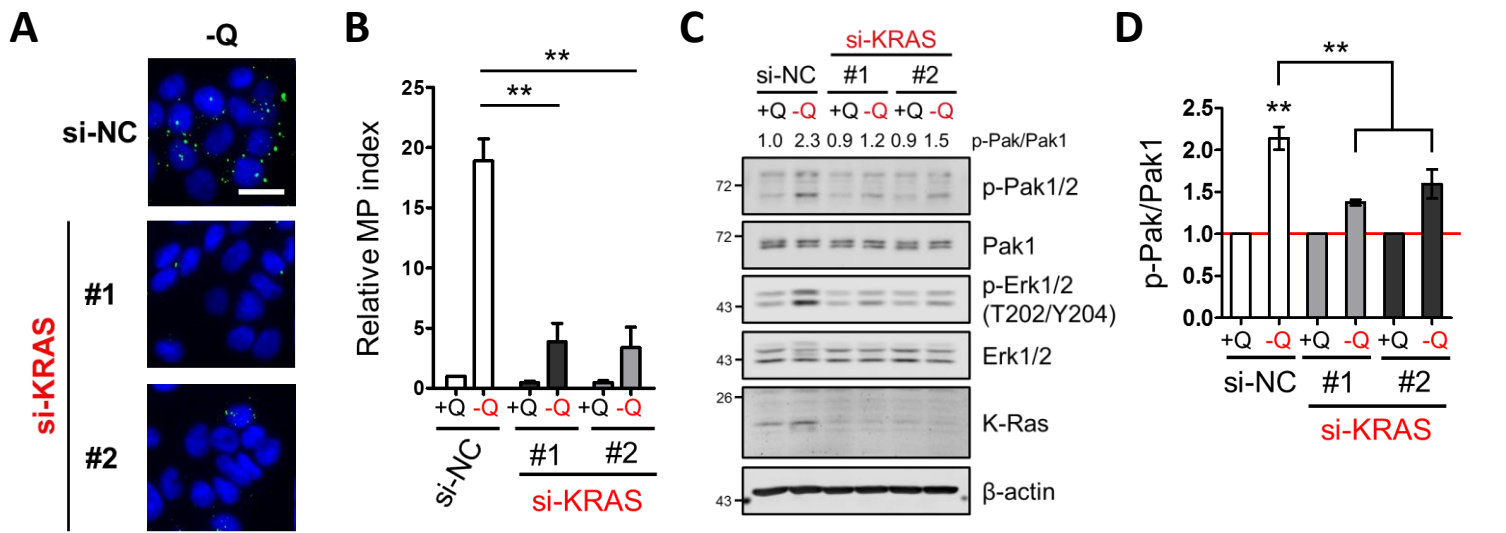 A
-Q
si-NC
si-KRAS
#1
#2
B
**
**
Relative MP index
25
20
15
10
5
0
+Q -Q +Q -Q +Q -Q
si-NC
#1 #2
si-KRAS
C
si-KRAS
si-NC #1 #2
+Q -Q +Q -Q +Q -Q
1.0 2.3 0.9 1.2 0.9 1.5 p-Pak/Pak1
72
p-Pak1/2
72
Pak1
p-Erk1/2
43
(T202/Y204)
43
Erk1/2
26
K-Ras
43
β-actin
D
**
**
p-Pak/Pak1
2.5
2.0
1.5
1.0
0.5
0.0
+Q -Q +Q -Q +Q -Q
si-NC #1 #2
si-KRAS